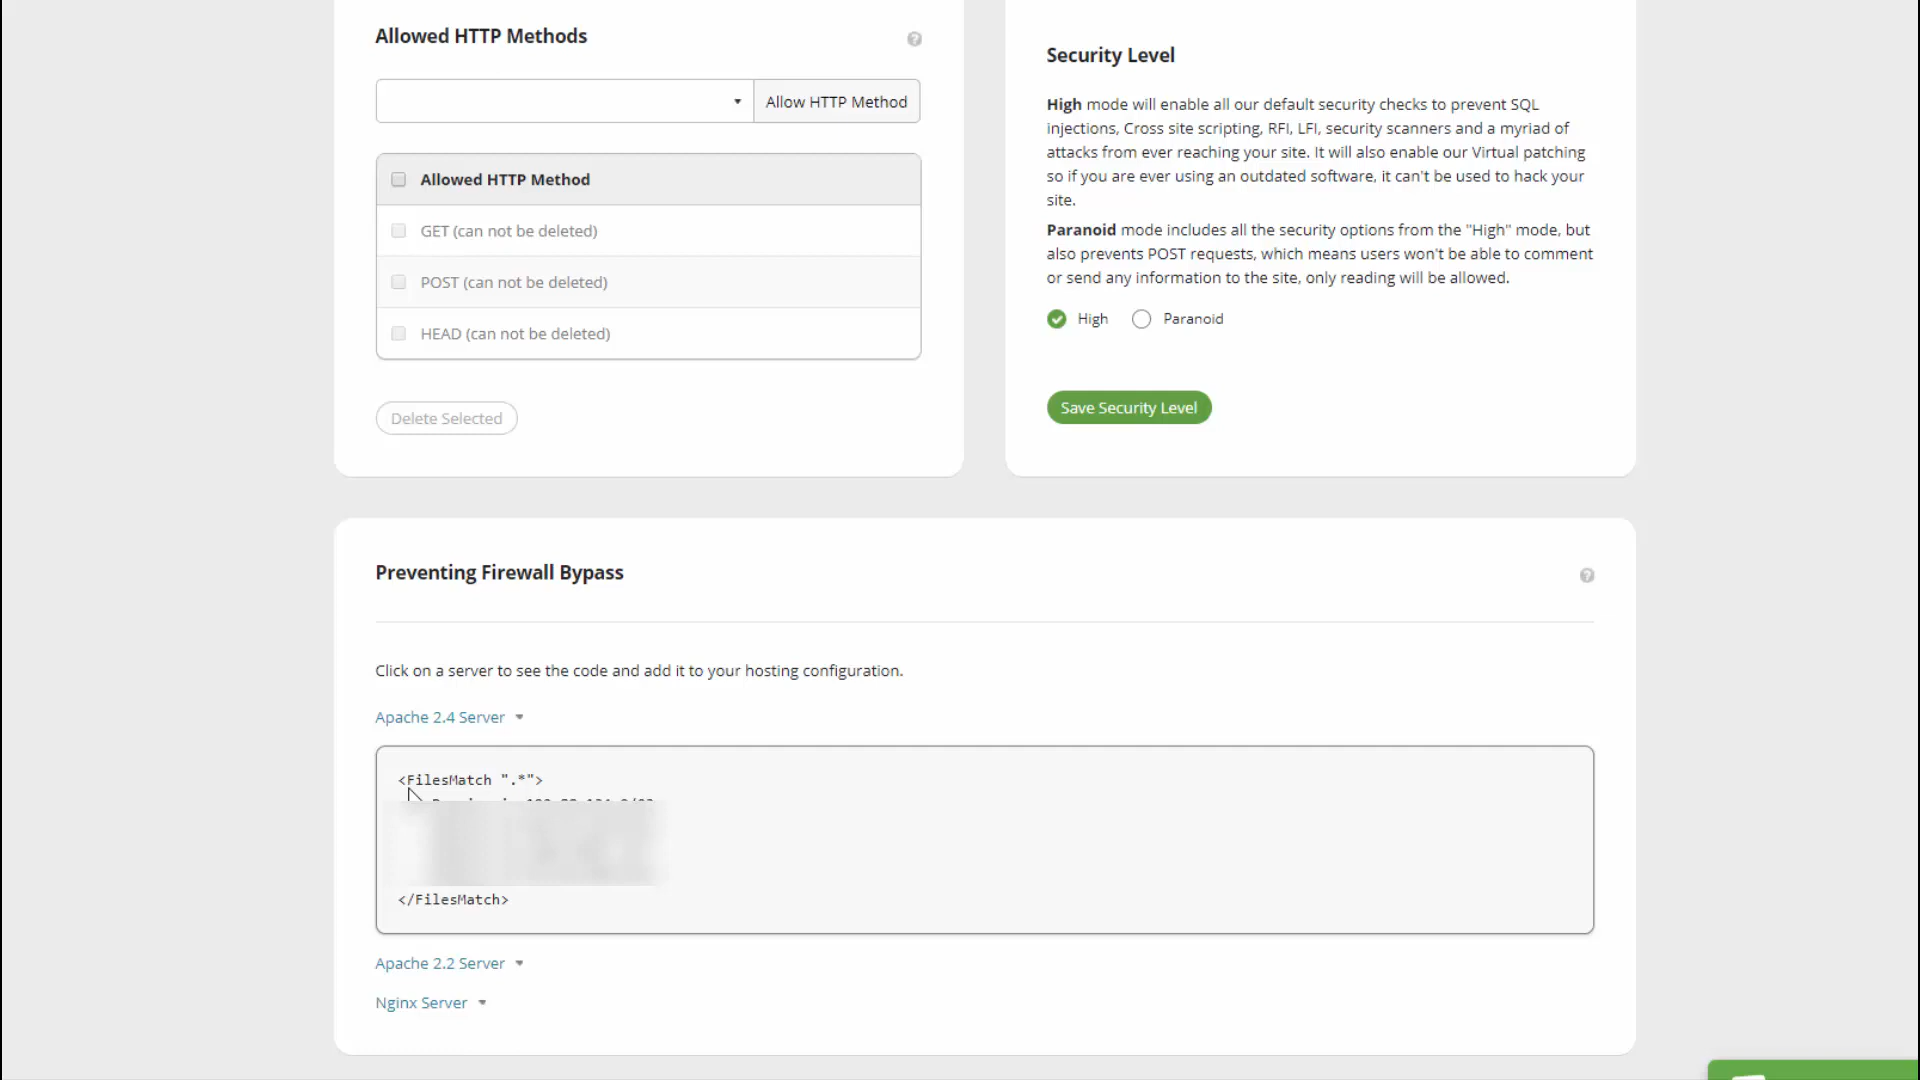 Allowed HTTP Methods
Allow HTTP Method
Allowed HTTP Method
GET (can not be deleted)
POST (can not be deleted)
HEAD (can not be deleted)
Delete Selected
Security Level
High mode will enable all our default security checks to prevent SQL
injections, Cross site scripting, RFI, LFI, security scanners and a myriad of
attacks from ever reaching your site. It will also enable our Virtual patching
so if you are ever using an outdated software, it can't be used to hack your
site.
Paranoid mode includes all the security options from the "High" mode, but
also prevents POST requests, which means users won't be able to comment
or send any information to the site, only reading will be allowed.
High Paranoid
Save Security Level
Preventing Firewall Bypass
Click on a server to see the code and add it to your hosting configuration.
Apache 2.4 Server
<FilesMatch ".*">
</FilesMatch>
Apache 2.2 Server
Nginx Server